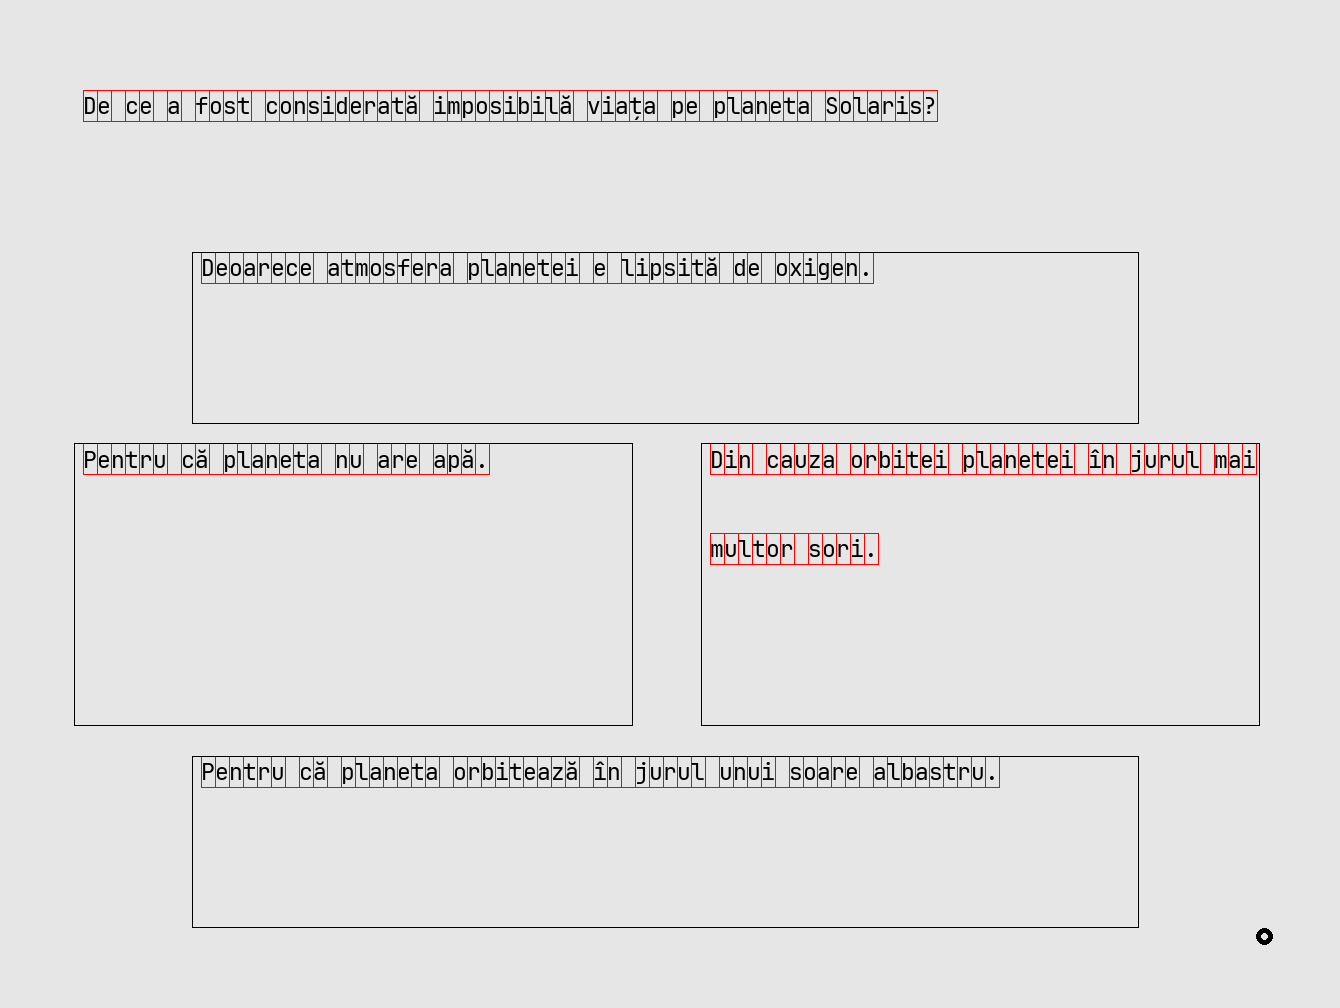 De ce a fost considerată imposibilă viața pe planeta Solaris?
Deoarece atmosfera planetei e lipsită de oxigen.
Pentru că planeta nu are apă.
Din cauza orbitei planetei în jurul mai
multor sori.
Pentru că planeta orbitează în jurul unui soare albastru.